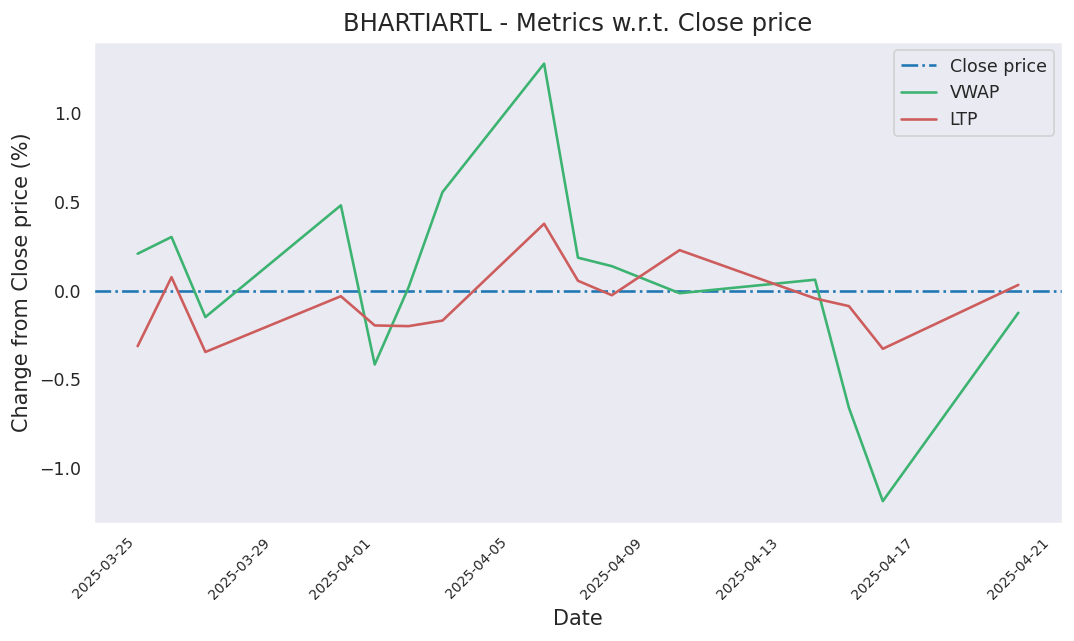 BHARTIARTL - Metrics w.r.t. Close price
Close price
VWAP
LTP
Change from Close price (%)
1.0
0.5
0.0
−0.5
−1.0
2025-03-25
2025-03-29
2025-04-01
2025-04-05
2025-04-09
2025-04-13
2025-04-17
2025-04-21
Date